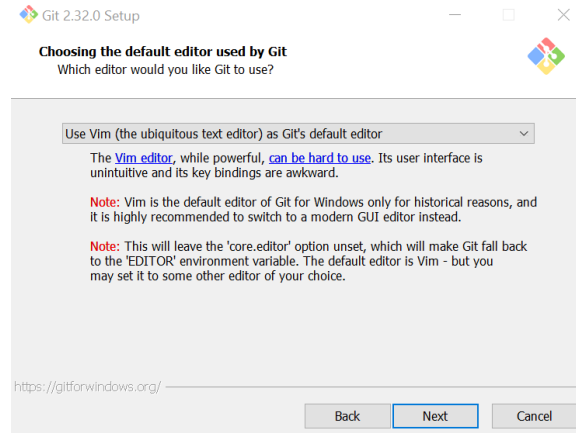 Git 2.32.0 Setup
Choosing the default editor used by Git
Which editor would you like Git to use?
Use Vim (the ubiquitous text editor) as Git's default editor
The Vim editor, while powerful, can be hard to use. Its user interface is
unintuitive and its key bindings are awkward.
Note: Vim is the default editor of Git for Windows only for historical reasons, and
it is highly recommended to switch to a modern GUI editor instead.
Note: This will leave the 'core.editor' option unset, which will make Git fall back
to the 'EDITOR' environment variable. The default editor is Vim - but you
may set it to some other editor of your choice.
https://gitforwindows.org/
Back Next Cancel